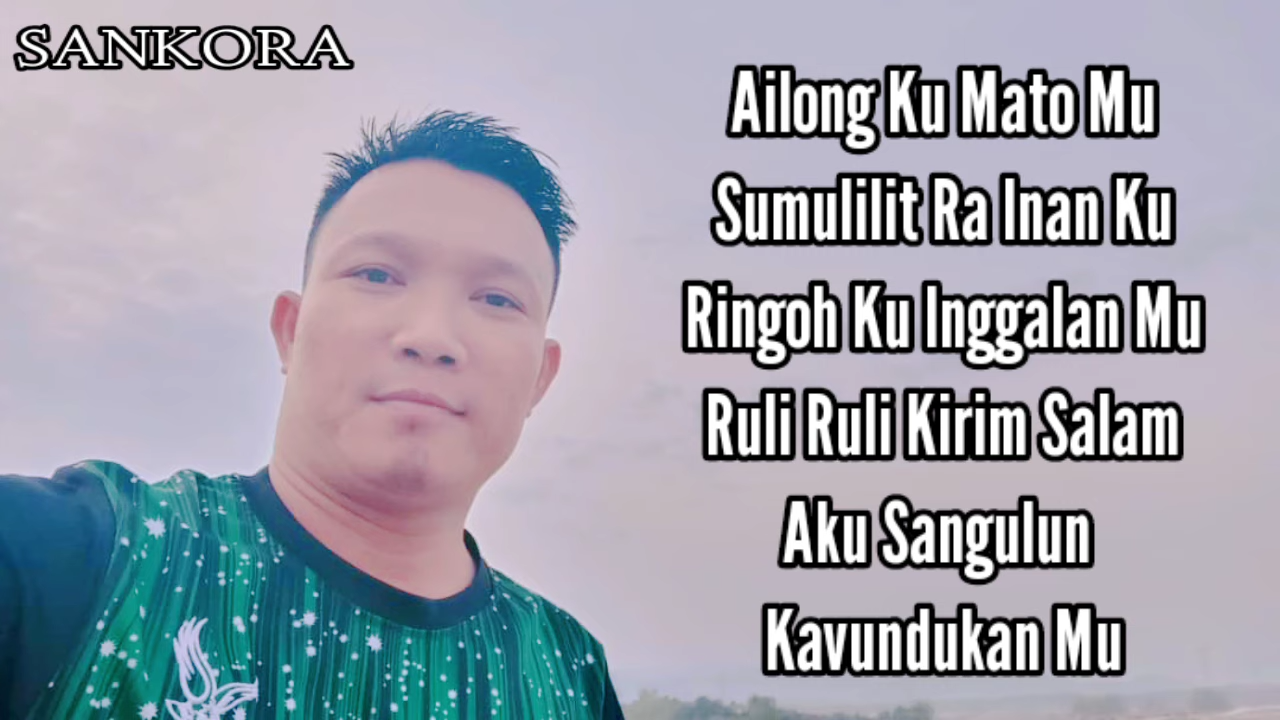 SANKORA
Ailong Ku Mato Mu
Sumulilit Ra Inan Ku
Ringoh Ku Inggalan Mu
Ruli Ruli Kirim Salam
Aku Sangulun
Kavundukan Mu